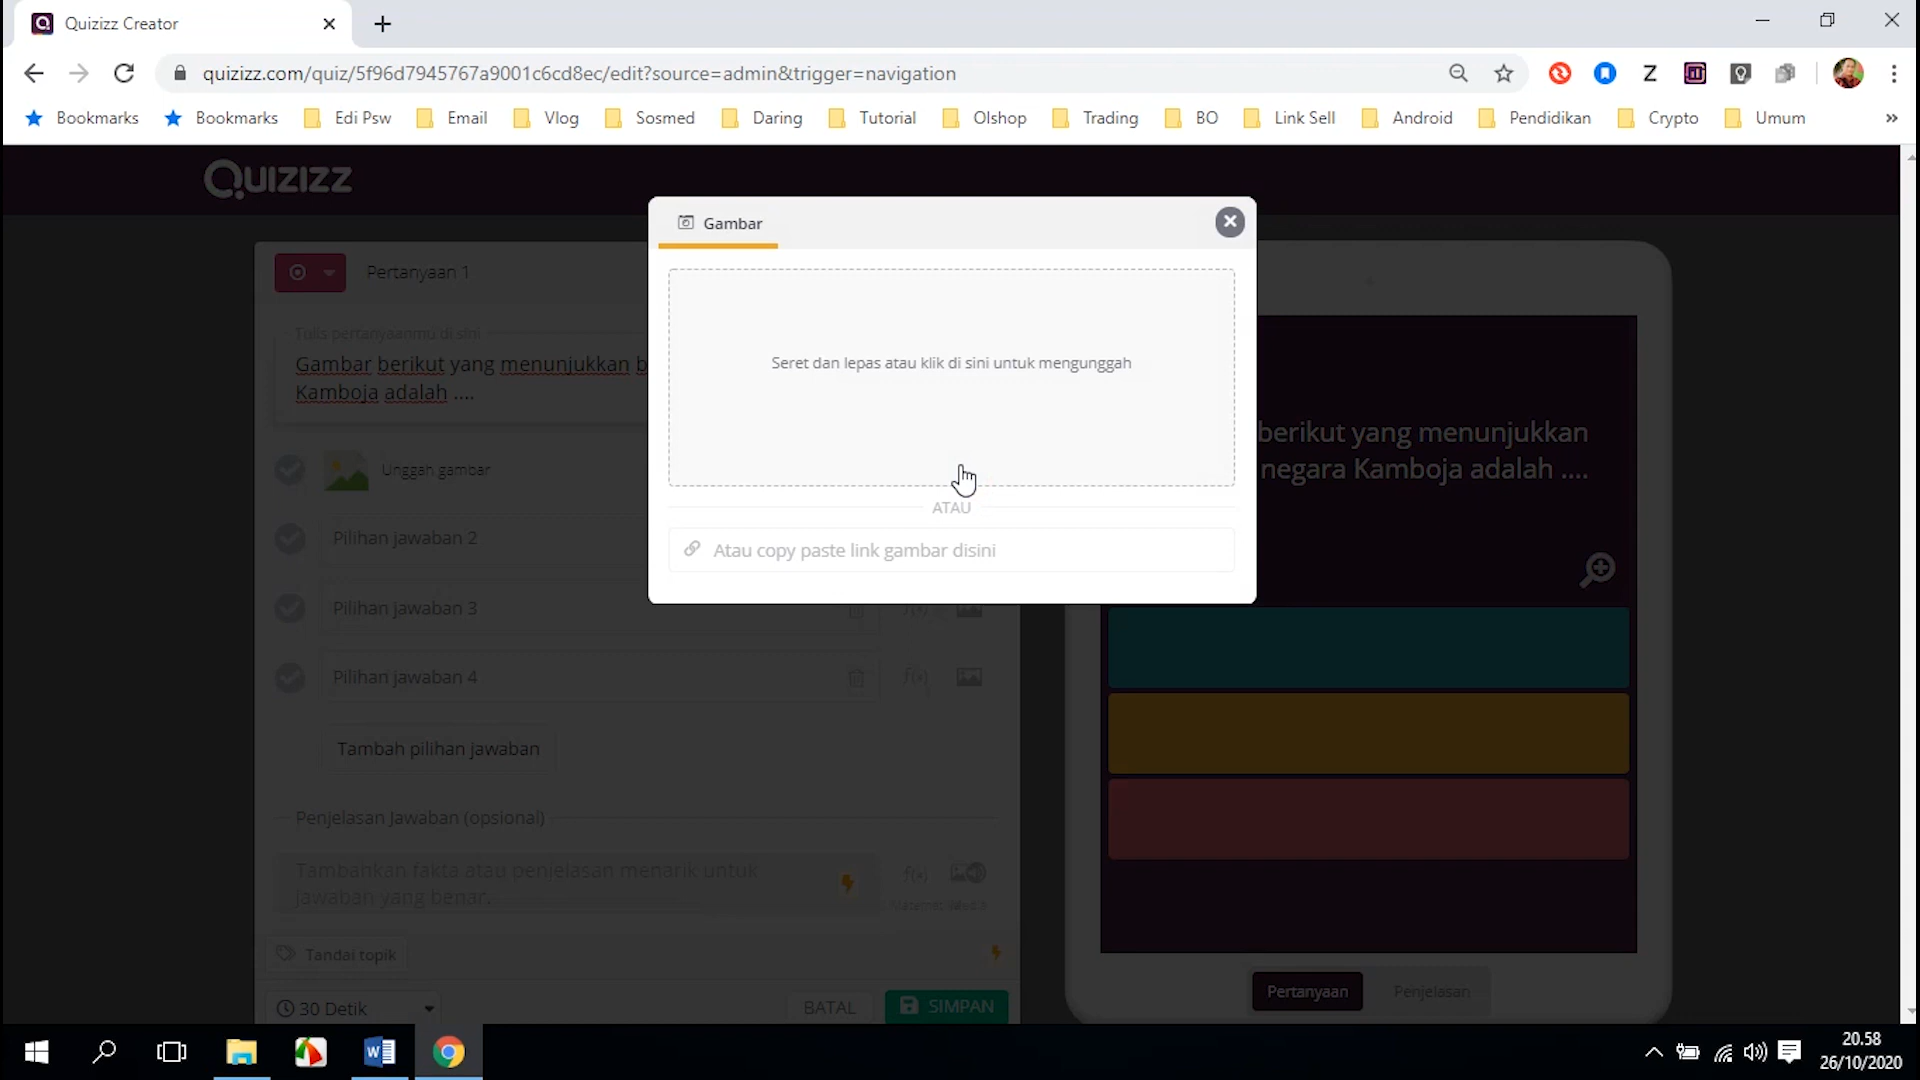 Quizizz Creator
quizizz.com/quiz/5f96d7945767a9001c6cd8ec/edit?source=admin&trigger=navigation
Bookmarks Bookmarks Edi Psw Email Vlog Sosmed Daring Tutorial Olshop Trading BO Link Sell Android Pendidikan Crypto Umum »
QUIZIZZ
Gambar
Pertanyaan 1
Tulis pertanyaanmu di sini
Gambar berikut yang menunjukkan b
Kamboja adalah ....
Seret dan lepas atau klik di sini untuk mengunggah
ATAU
Atau copy paste link gambar disini
Unggah gambar
Pilihan jawaban 2
Pilihan jawaban 3
f(x)
Pilihan jawaban 4
f(x)
Tambah pilihan jawaban
Penjelasan Jawaban (opsional)
Tambahkan fakta atau penjelasan menarik untuk
jawaban yang benar.
f(x)
Tandai topik
30 Detik
BATAL
SIMPAN
berikut yang menunjukkan
negara Kamboja adalah ....
Pertanyaan
Penjelasan
20.58
26/10/2020